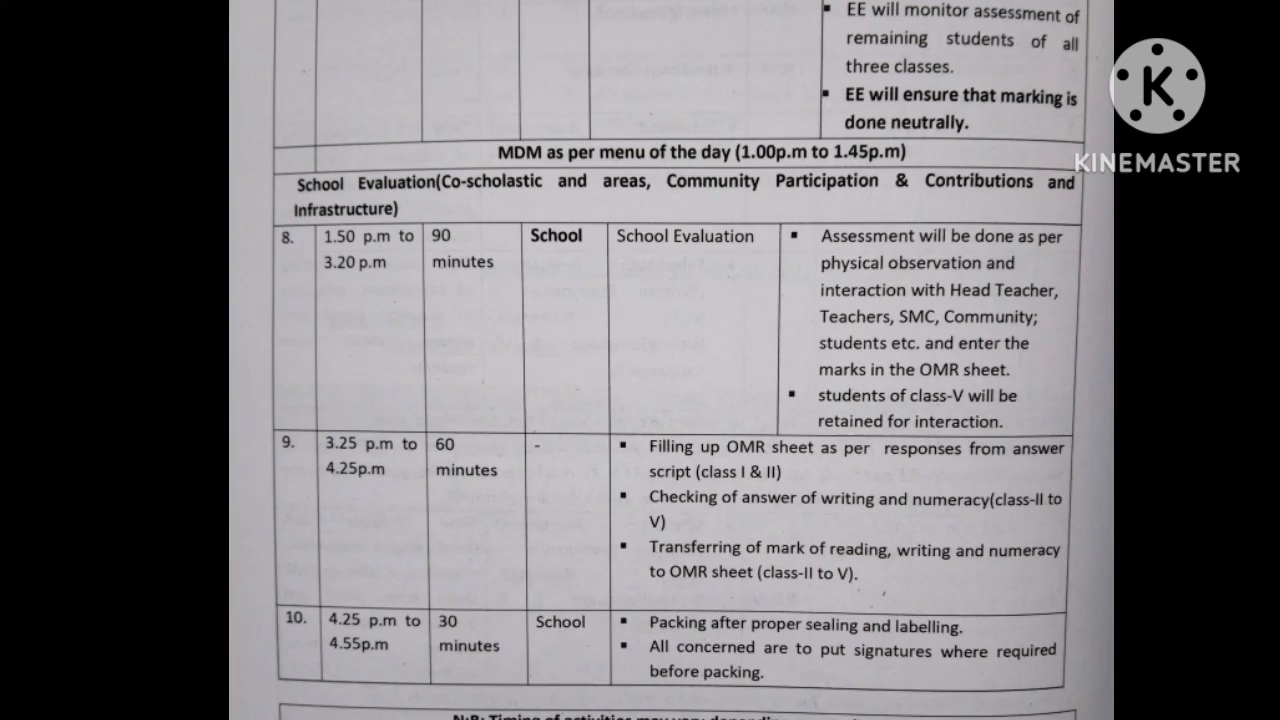 EE will monitor assessment of
remaining students of all
three classes.
EE will ensure that marking is
done neutrally.
MDM as per menu of the day (1.00p.m to 1.45p.m)
School Evaluation(Co-scholastic and areas, Community Participation & Contributions and
Infrastructure)
8.
1.50 p.m to
3.20 p.m
90
minutes
School
School Evaluation
Assessment will be done as per
physical observation and
interaction with Head Teacher,
Teachers, SMC, Community;
students etc. and enter the
marks in the OMR sheet.
students of class-V will be
retained for interaction.
9.
3.25 p.m to
4.25p.m
60
minutes
-
Filling up OMR sheet as per responses from answer
script (class I & II)
Checking of answer of writing and numeracy(class-II to
V)
Transferring of mark of reading, writing and numeracy
to OMR sheet (class-II to V).
10.
4.25 p.m to
4.55p.m
30
minutes
School
Packing after proper sealing and labelling.
All concerned are to put signatures where required
before packing.
N:B: Timing of activities may vary
K
KINEMASTER